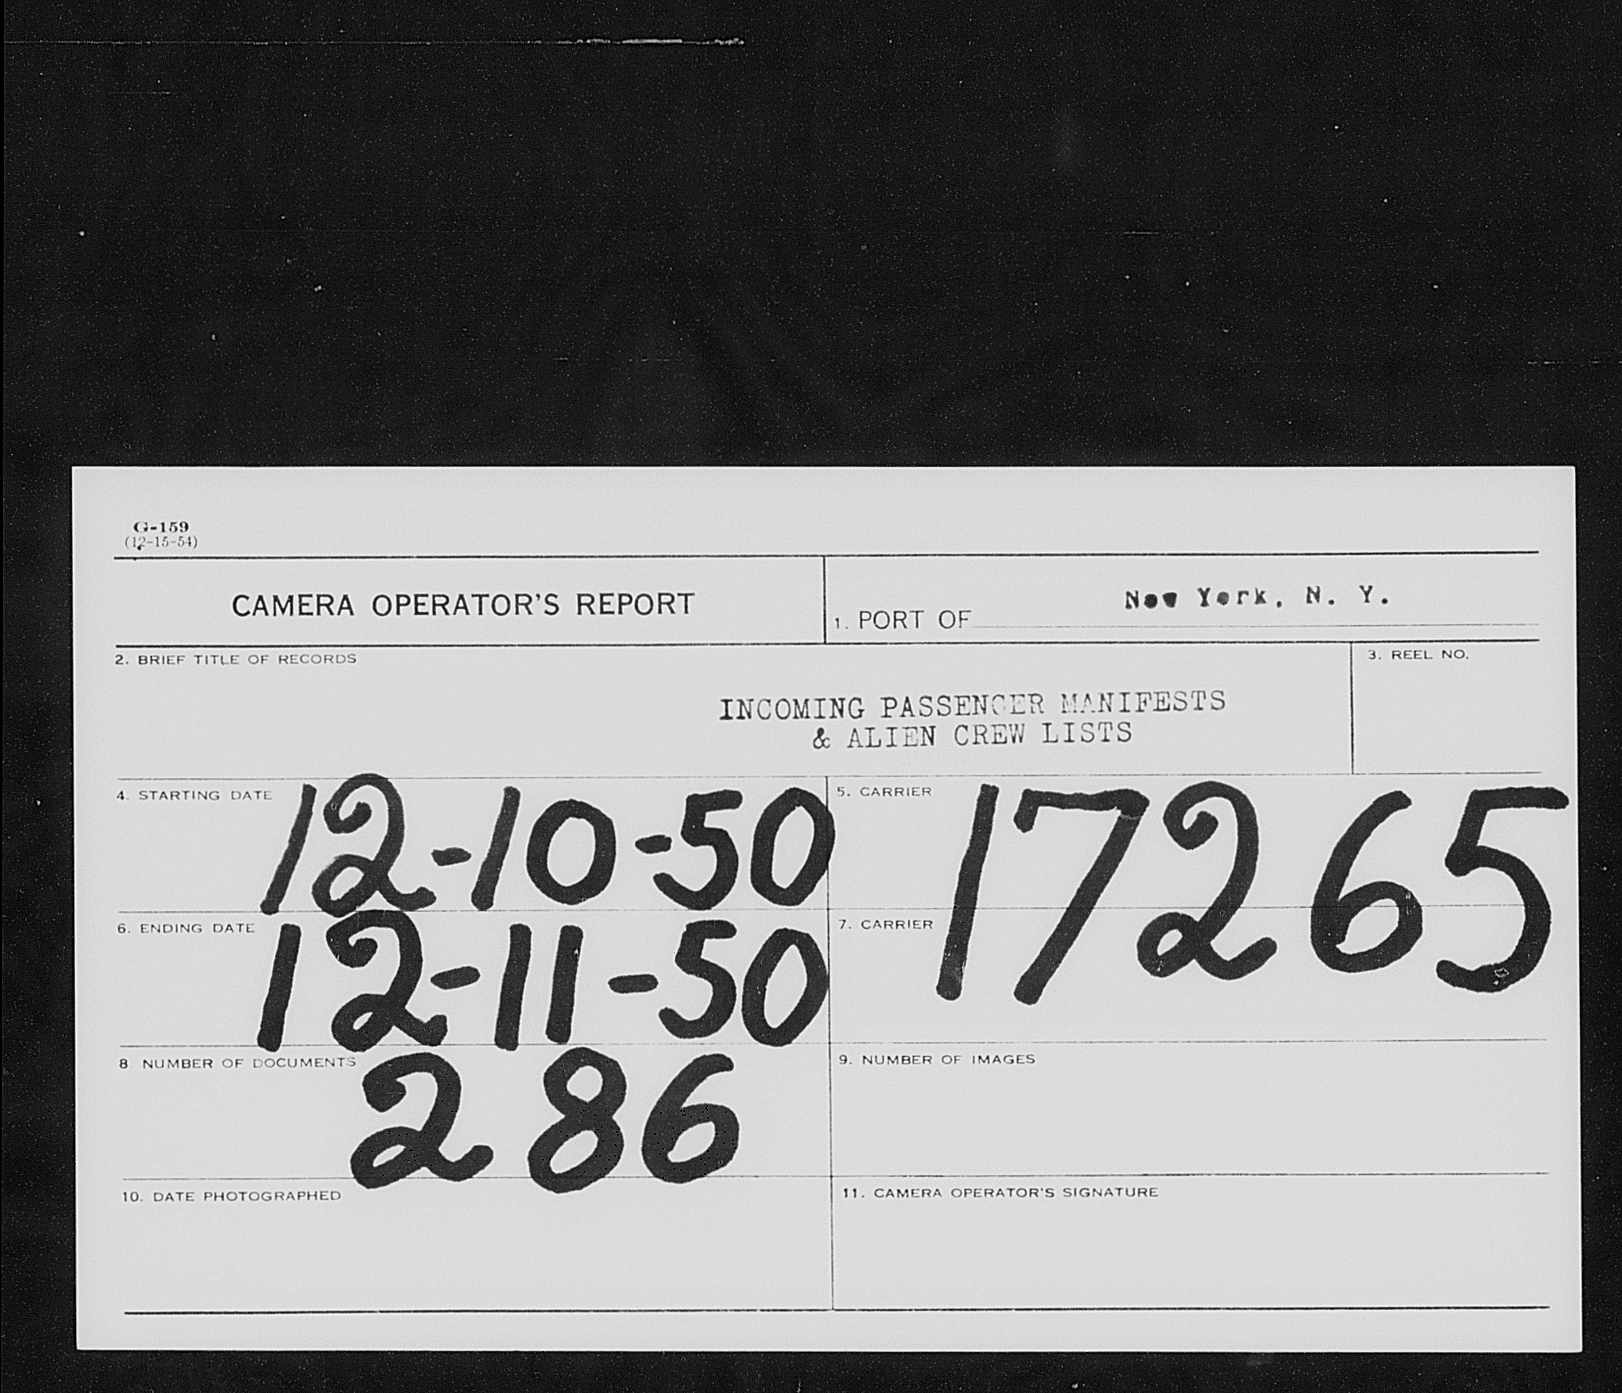 G-159
(12-15-54)
CAMERA OPERATOR'S REPORT
1. PORT OF New York, N. Y.
2. BRIEF TITLE OF RECORDS
3. REEL NO.
INCOMING PASSENGER MANIFESTS
& ALIEN CREW LISTS
4. STARTING DATE 12-10-50
5. CARRIER 17265
6. ENDING DATE 12-11-50
7. CARRIER
8 NUMBER OF DOCUMENTS 286
9. NUMBER OF IMAGES
10. DATE PHOTOGRAPHED
11. CAMERA OPERATOR'S SIGNATURE